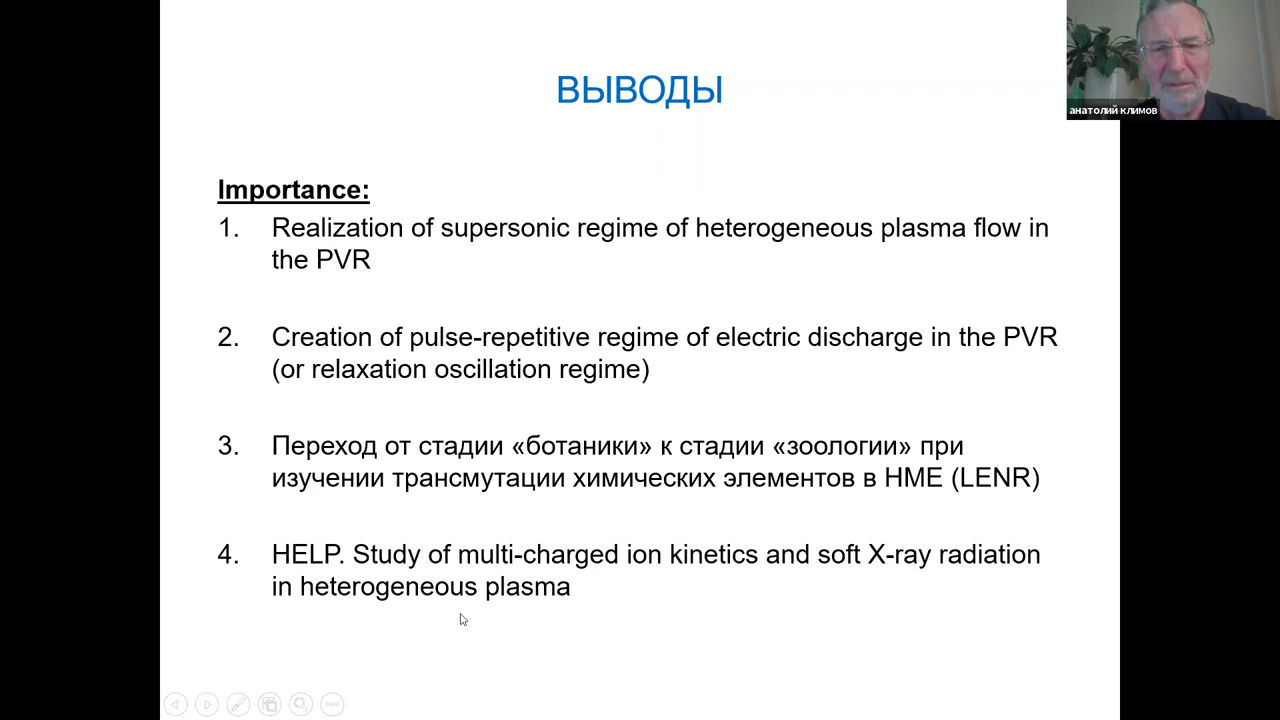 ВЫВОДЫ
анатолий климов
Importance:
1. Realization of supersonic regime of heterogeneous plasma flow in
the PVR
2. Creation of pulse-repetitive regime of electric discharge in the PVR
(or relaxation oscillation regime)
3. Переход от стадии «ботаники» к стадии «зоологии» при
изучении трансмутации химических элементов в НМЕ (LENR)
4. HELP. Study of multi-charged ion kinetics and soft X-ray radiation
in heterogeneous plasma